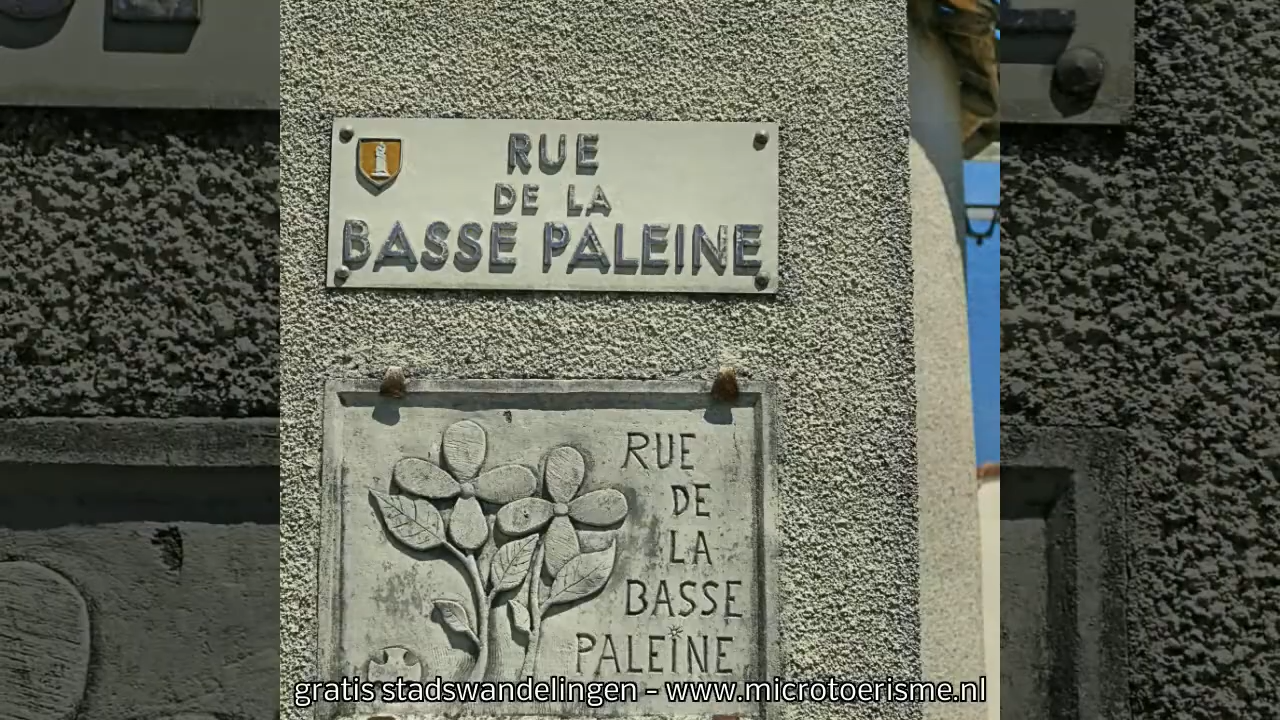 RUE
DE LA
BASSE PALEINE
RUE
DE
LA
BASSE
PALEINE
gratis stadswandelingen - www.microtoerisme.nl